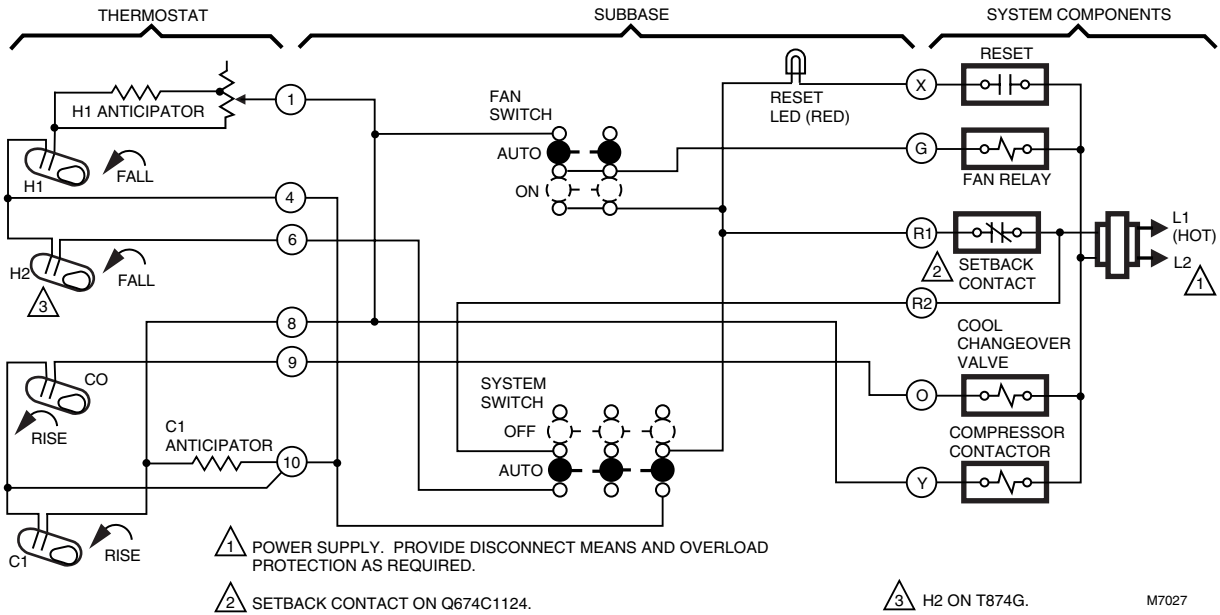 THERMOSTAT
SUBBASE
SYSTEM COMPONENTS
RESET
X
RESET
LED (RED)
1
H1 ANTICIPATOR
FAN
SWITCH
AUTO
ON
G
FAN RELAY
H1
FALL
4
6
H2
FALL
3
R1
2
SETBACK
CONTACT
L1
(HOT)
L2
1
R2
8
9
COOL
CHANGEOVER
VALVE
O
CO
RISE
SYSTEM
SWITCH
OFF
AUTO
C1
ANTICIPATOR
10
COMPRESSOR
CONTACTOR
Y
C1
RISE
1 POWER SUPPLY. PROVIDE DISCONNECT MEANS AND OVERLOAD
PROTECTION AS REQUIRED.
2 SETBACK CONTACT ON Q674C1124.
3 H2 ON T874G.
M7027